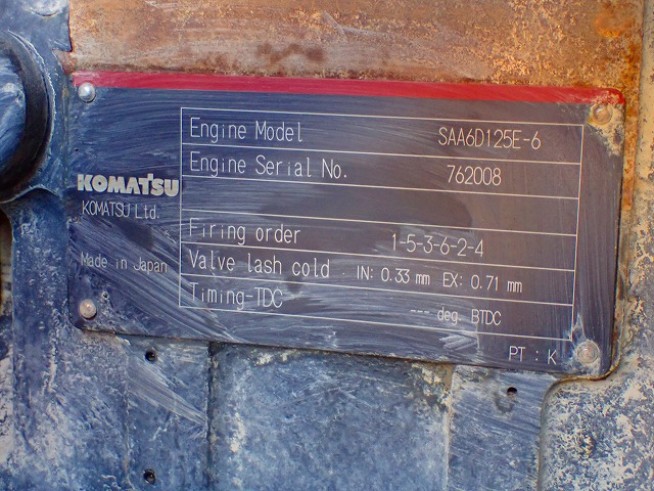 Engine Model SAA6D125E-6
Engine Serial No. 762008
KOMATSU
KOMATSU Ltd.
Firing order 1-5-3-6-2-4
Made in Japan
Valve lash cold IN: 0.33 mm EX: 0.71 mm
Timing-TDC --- deg. BTDC
PT : K